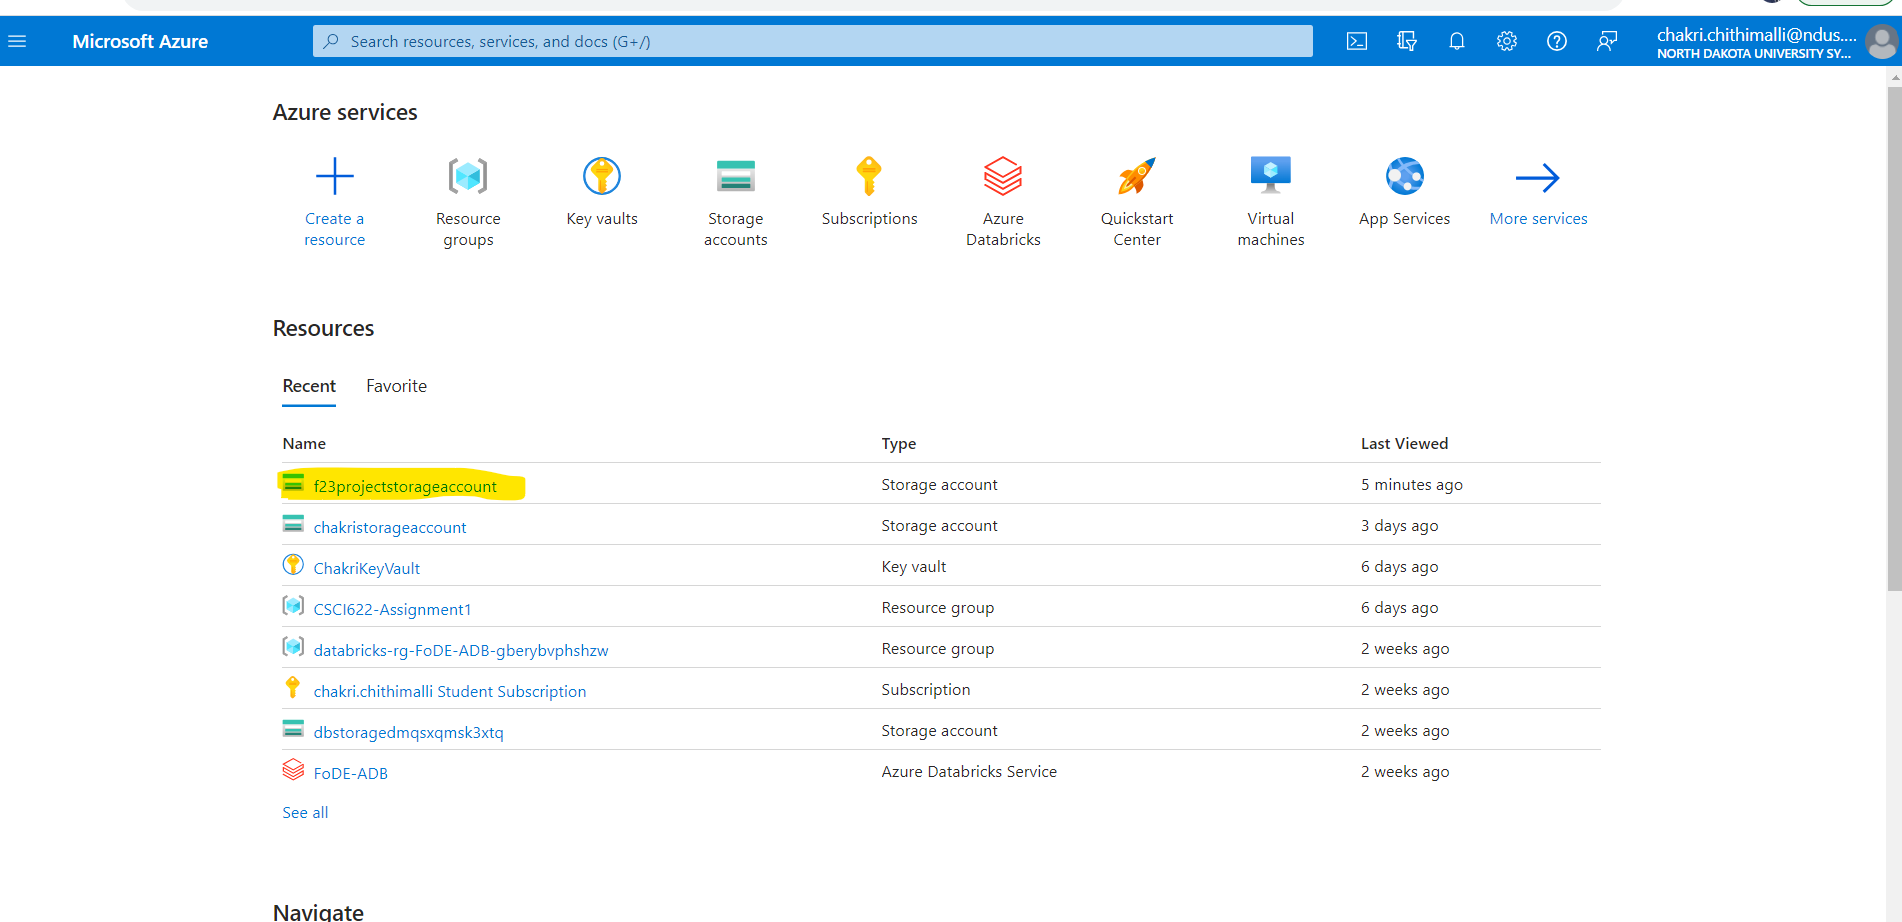 Microsoft Azure
Search resources, services, and docs (G+/)
chakri.chithimalli@ndus....
NORTH DAKOTA UNIVERSITY SY...
Azure services
Create a
resource
Resource
groups
Key vaults
Storage
accounts
Subscriptions
Azure
Databricks
Quickstart
Center
Virtual
machines
App Services
More services
Resources
Recent Favorite
Name Type Last Viewed
f23projectstorageaccount Storage account 5 minutes ago
chakristorageaccount Storage account 3 days ago
ChakriKeyVault Key vault 6 days ago
CSCI622-Assignment1 Resource group 6 days ago
databricks-rg-FoDE-ADB-gberybvphshzw Resource group 2 weeks ago
chakri.chithimalli Student Subscription Subscription 2 weeks ago
dbstoragedmqsxqmsk3xtq Storage account 2 weeks ago
FoDE-ADB Azure Databricks Service 2 weeks ago
See all
Navigate